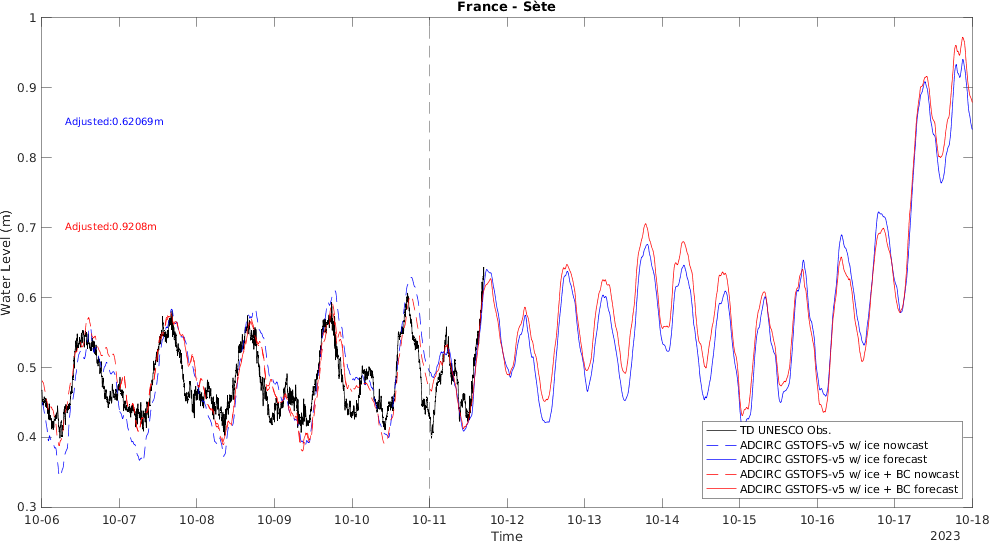 France - Sète
Water Level (m)
1
0.9
0.8
0.7
0.6
0.5
0.4
0.3
Adjusted:0.62069m
Adjusted:0.9208m
TD UNESCO Obs.
ADCIRC GSTOFS-v5 w/ ice nowcast
ADCIRC GSTOFS-v5 w/ ice forecast
ADCIRC GSTOFS-v5 w/ ice + BC nowcast
ADCIRC GSTOFS-v5 w/ ice + BC forecast
10-06 10-07 10-08 10-09 10-10 10-11 10-12 10-13 10-14 10-15 10-16 10-17 10-18
Time
2023